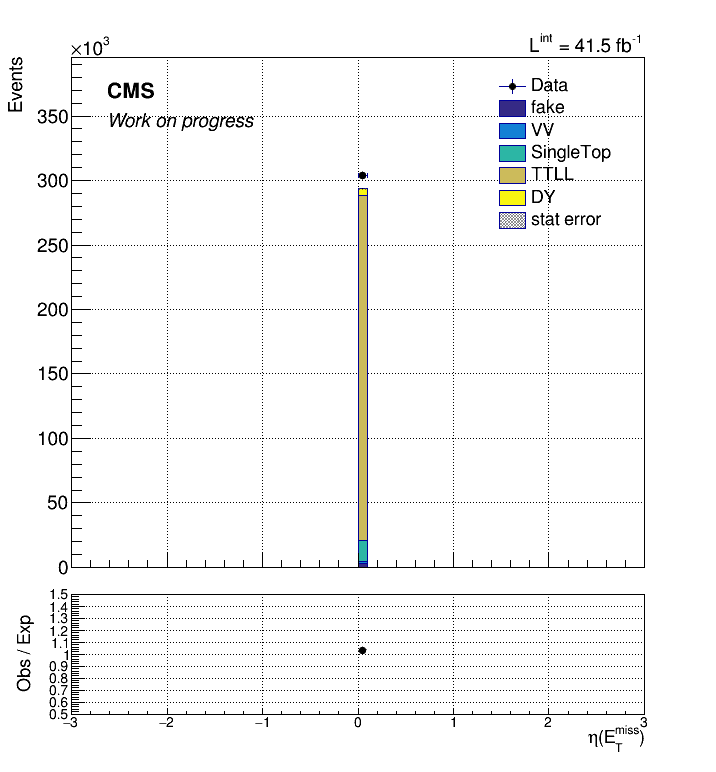 ×10³
L^int = 41.5 fb^-1
Events
CMS
Work on progress
Data
fake
VV
SingleTop
TTLL
DY
stat error
350
300
250
200
150
100
50
0
Obs / Exp
1.5
1.4
1.3
1.2
1.1
1
0.9
0.8
0.7
0.6
0.5
−3 −2 −1 0 1 2 3
η(E_T^miss)